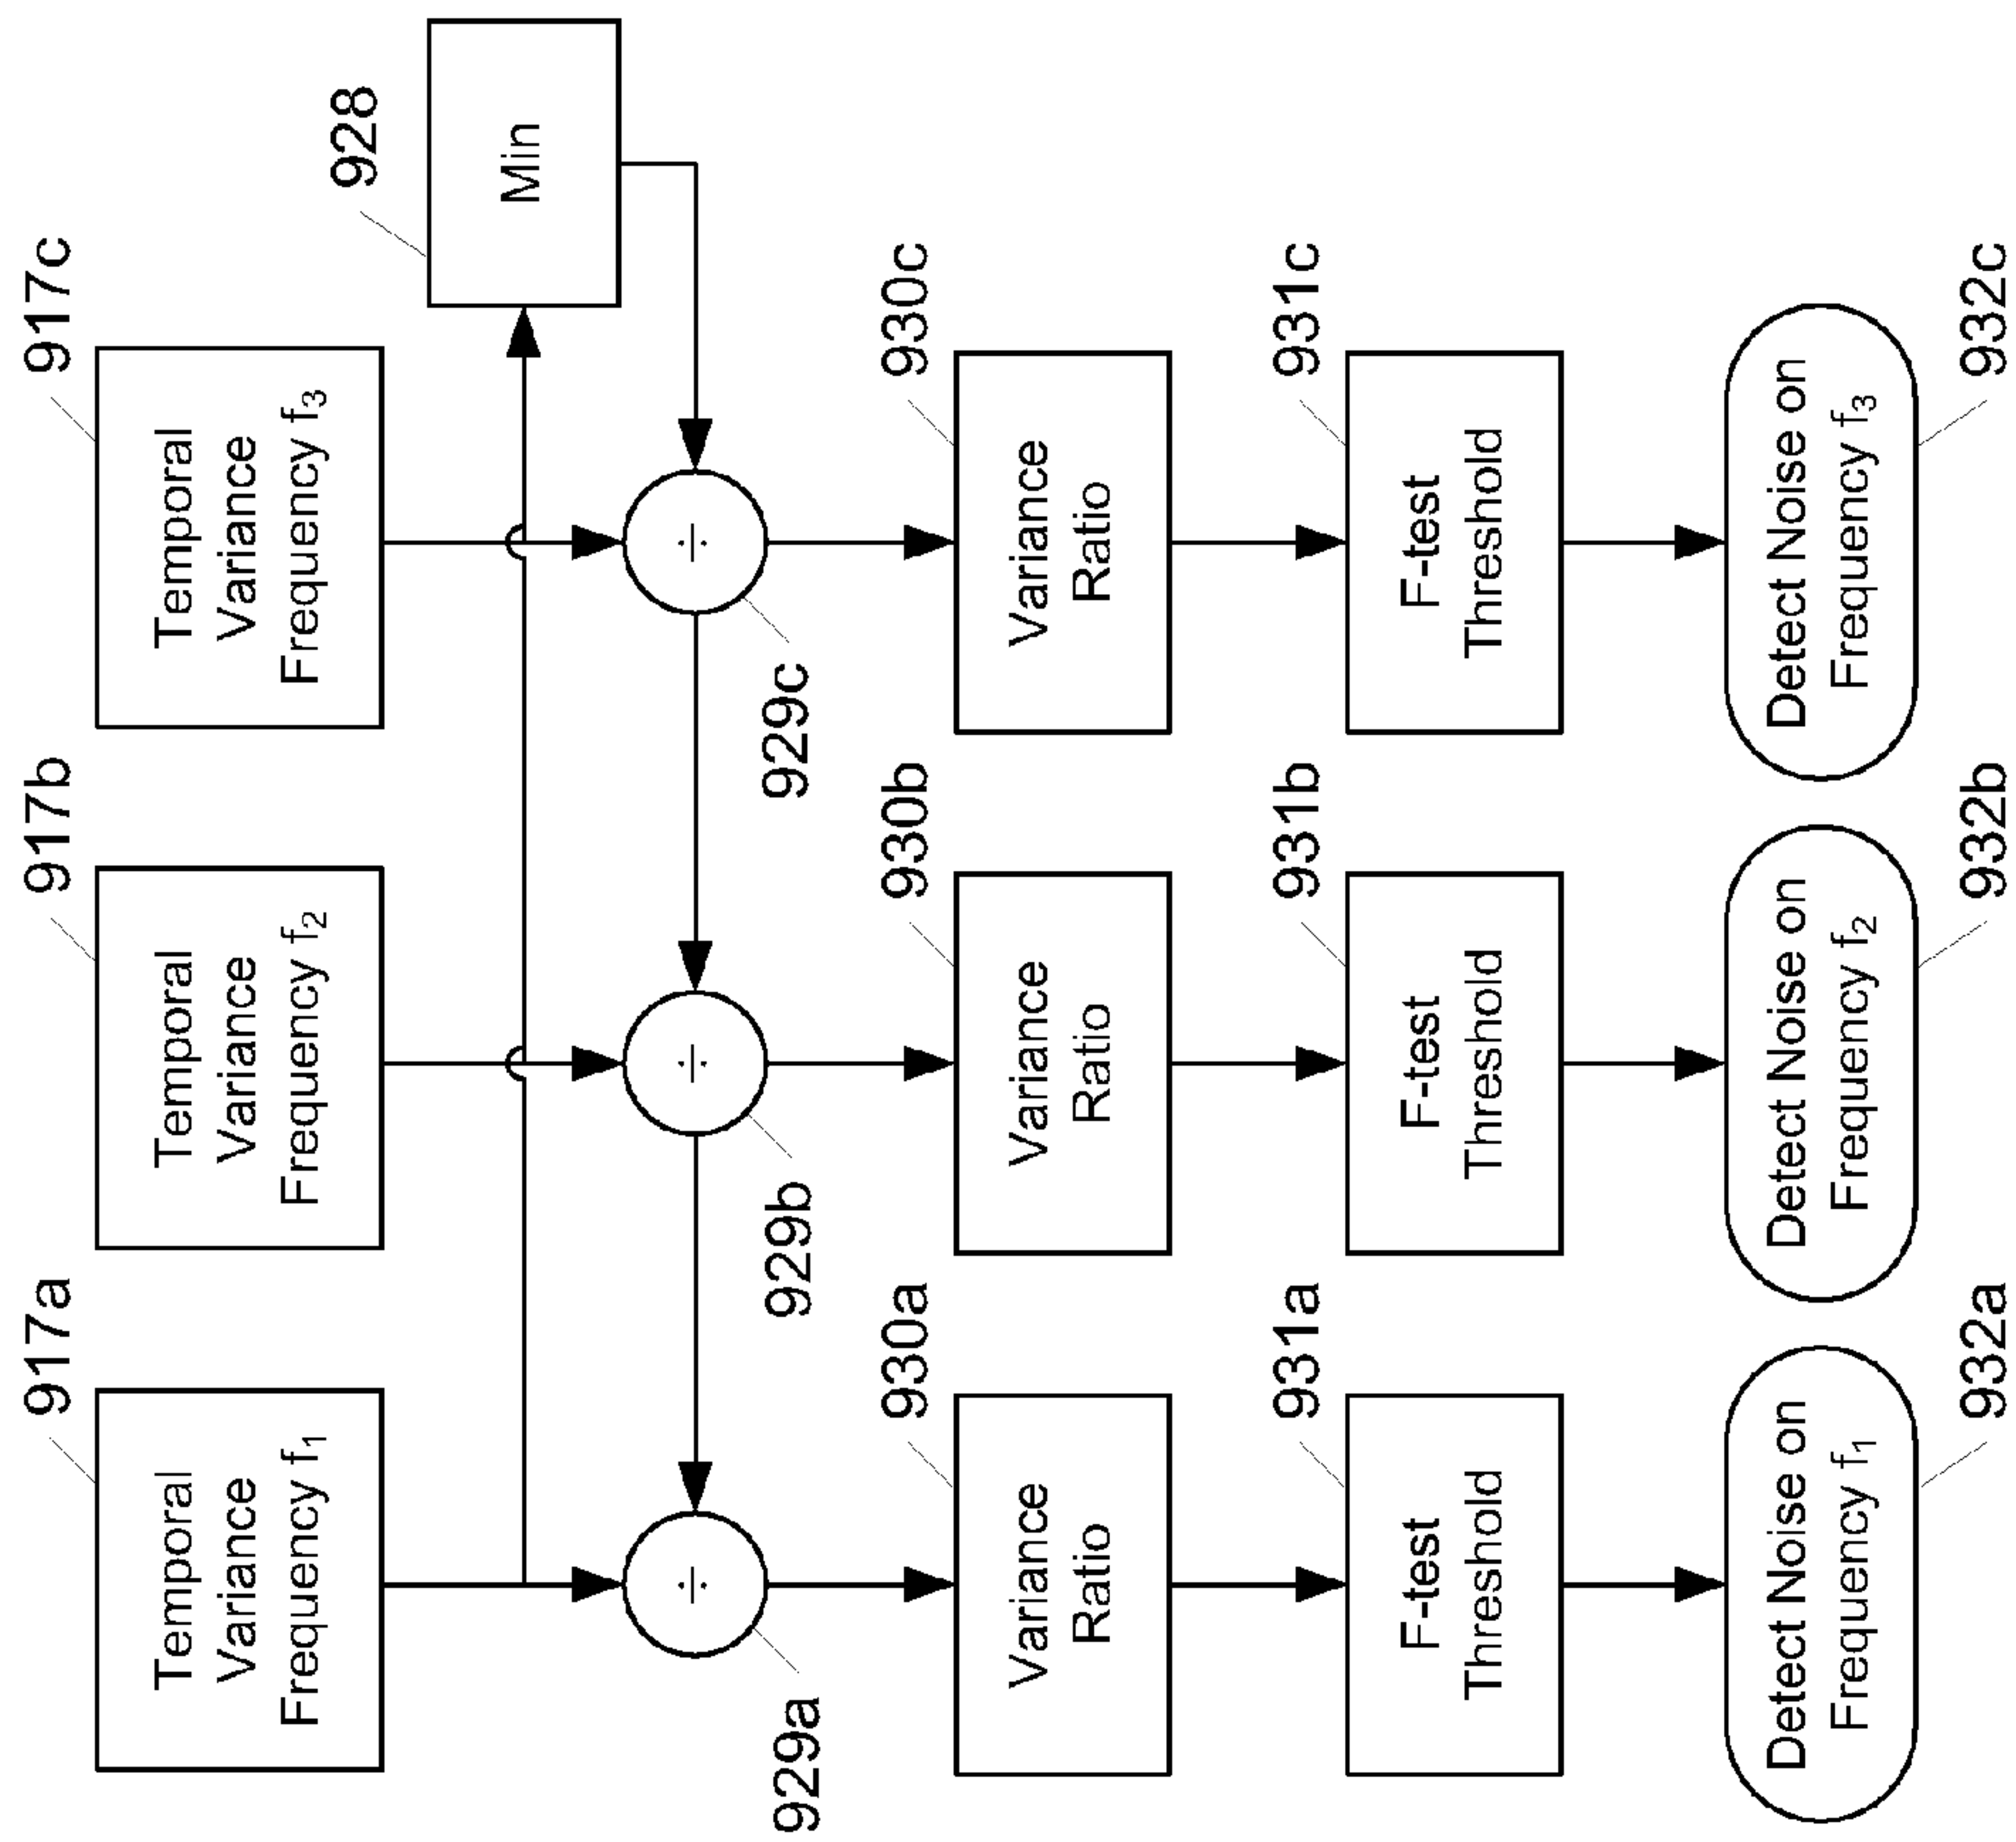 917a
Temporal
Variance
Frequency f₁
917b
Temporal
Variance
Frequency f₂
917c
Temporal
Variance
Frequency f₃
928
Min
÷
929a
÷
929b
÷
929c
930a
Variance
Ratio
930b
Variance
Ratio
930c
Variance
Ratio
931a
F-test
Threshold
931b
F-test
Threshold
931c
F-test
Threshold
Detect Noise on
Frequency f₁
932a
Detect Noise on
Frequency f₂
932b
Detect Noise on
Frequency f₃
932c